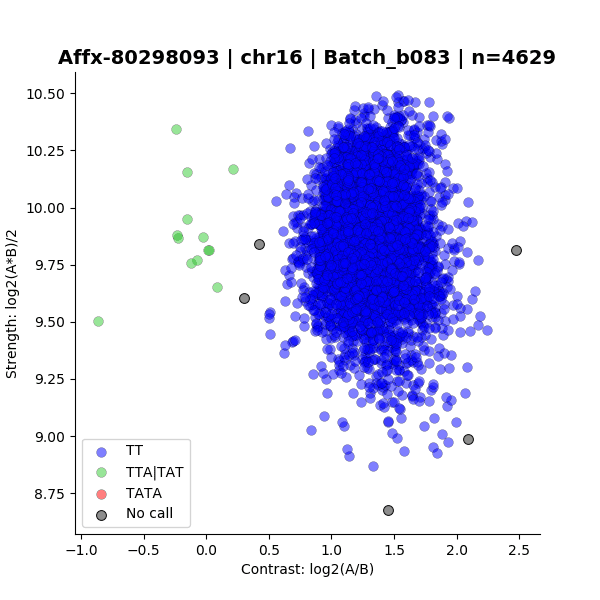 Affx-80298093 | chr16 | Batch_b083 | n=4629
Strength: log2(A*B)/2
10.50
10.25
10.00
9.75
9.50
9.25
9.00
8.75
TT
TTA|TAT
TATA
No call
−1.0 −0.5 0.0 0.5 1.0 1.5 2.0 2.5
Contrast: log2(A/B)